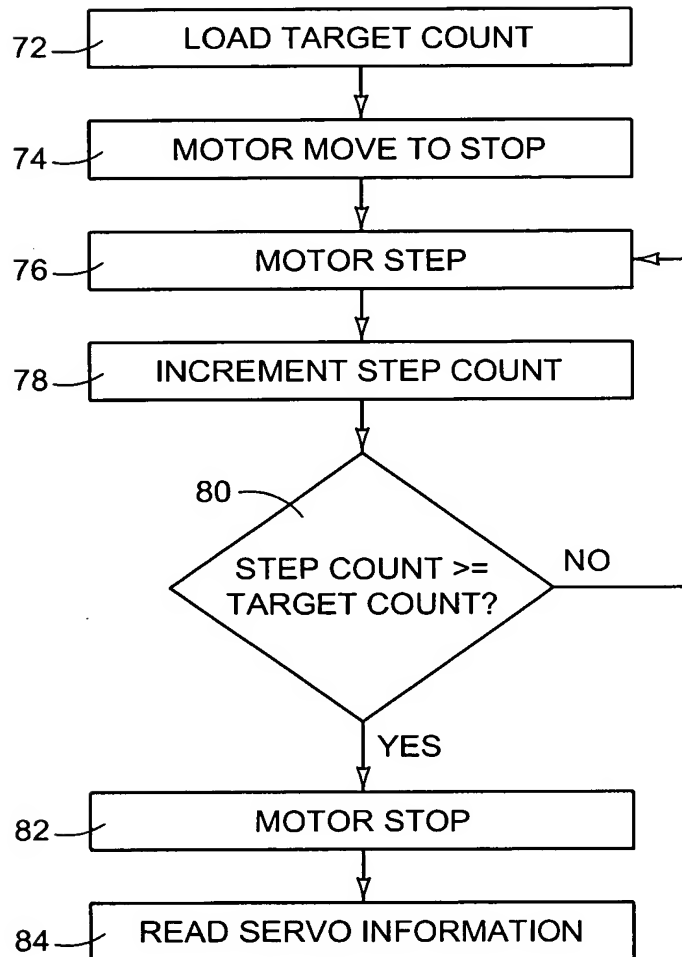 72
LOAD TARGET COUNT
74
MOTOR MOVE TO STOP
76
MOTOR STEP
78
INCREMENT STEP COUNT
80
STEP COUNT >=
TARGET COUNT?
NO
YES
82
MOTOR STOP
84
READ SERVO INFORMATION